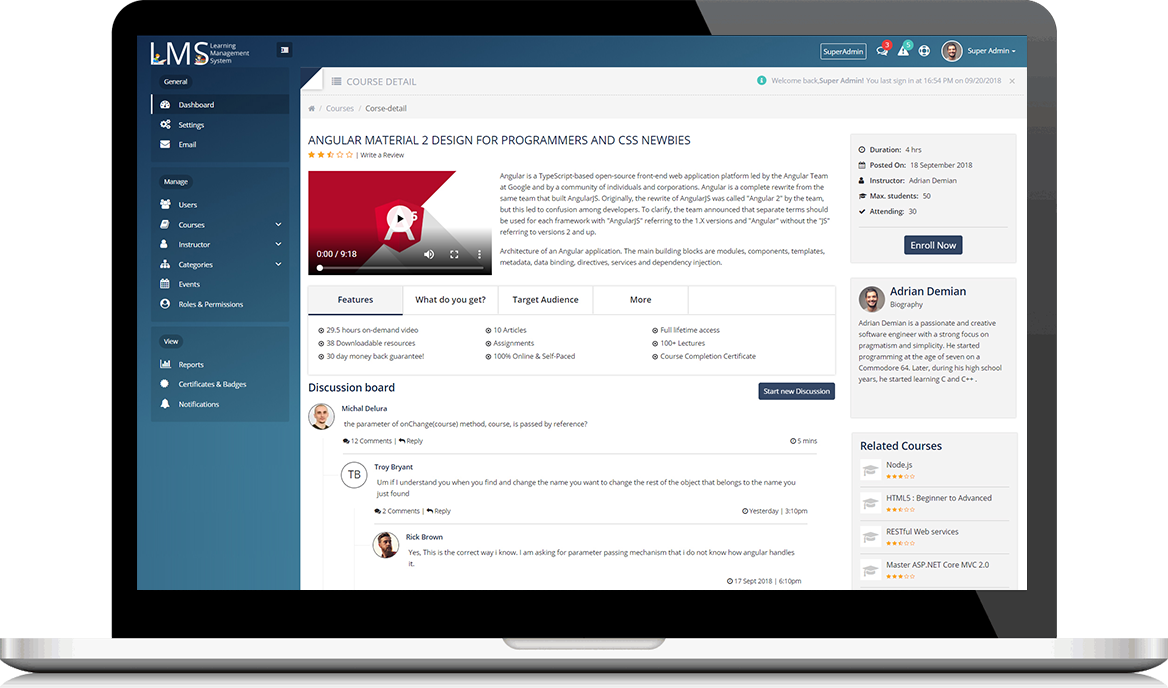 LMS Learning
Management
System
SuperAdmin
3
5
Super Admin
General
Dashboard
Settings
Email
Manage
Users
Courses
Instructor
Categories
Events
Roles & Permissions
View
Reports
Certificates & Badges
Notifications
COURSE DETAIL
Welcome back,Super Admin! You last sign in at 16:54 PM on 09/20/2018 ×
/ Courses / Corse-detail
ANGULAR MATERIAL 2 DESIGN FOR PROGRAMMERS AND CSS NEWBIES
| Write a Review
0:00 / 9:18
Angular is a TypeScript-based open-source front-end web application platform led by the Angular Team
at Google and by a community of individuals and corporations. Angular is a complete rewrite from the
same team that built AngularJS. Originally, the rewrite of AngularJS was called "Angular 2" by the team,
but this led to confusion among developers. To clarify, the team announced that separate terms should
be used for each framework with "AngularJS" referring to the 1.X versions and "Angular" without the "JS"
referring to versions 2 and up.
Architecture of an Angular application. The main building blocks are modules, components, templates,
metadata, data binding, directives, services and dependency injection.
Features
What do you get?
Target Audience
More
29.5 hours on-demand video
10 Articles
Full lifetime access
38 Downloadable resources
Assignments
100+ Lectures
30 day money back guarantee!
100% Online & Self-Paced
Course Completion Certificate
Discussion board
Start new Discussion
Michal Delura
the parameter of onChange(course) method, course, is passed by reference?
12 Comments | Reply
5 mins
TB
Troy Bryant
Um if I understand you when you find and change the name you want to change the rest of the object that belongs to the name you
just found
2 Comments | Reply
Yesterday | 3:10pm
Rick Brown
Yes, This is the correct way i know. I am asking for parameter passing mechanism that i do not know how angular handles
it.
17 Sept 2018 | 6:10pm
Duration: 4 hrs
Posted On: 18 September 2018
Instructor: Adrian Demian
Max. students: 50
Attending: 30
Enroll Now
Adrian Demian
Biography
Adrian Demian is a passionate and creative
software engineer with a strong focus on
pragmatism and simplicity. He started
programming at the age of seven on a
Commodore 64. Later, during his high school
years, he started learning C and C++ .
Related Courses
Node.js
HTML5 : Beginner to Advanced
RESTful Web services
Master ASP.NET Core MVC 2.0